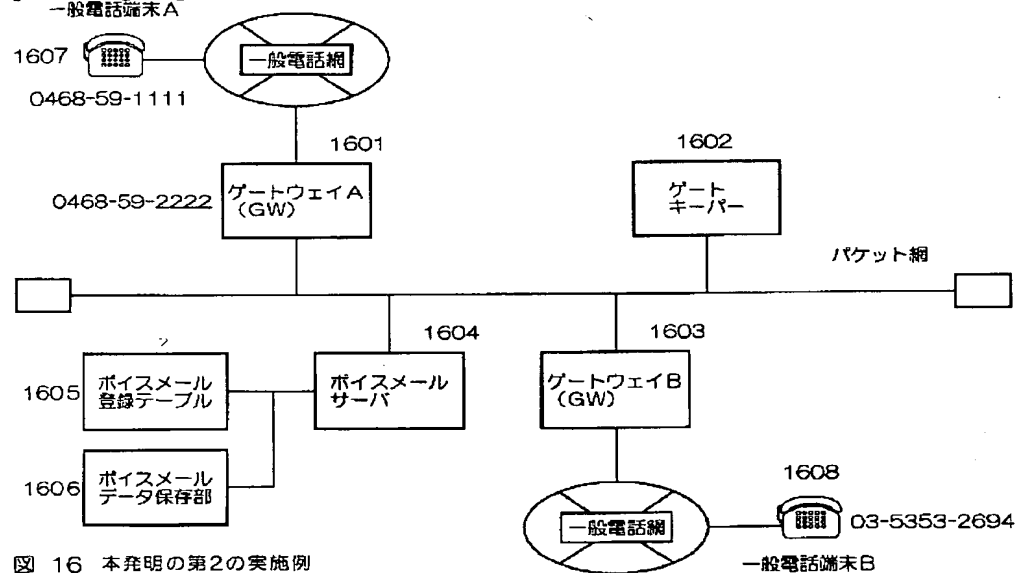 一般電話端末A
1607
一般電話網
0468-59-1111
1601
1602
0468-59-2222
ゲートウェイA
(GW)
ゲート
キーパー
パケット網
1604
1603
1605
ボイスメール
登録テーブル
ボイスメール
サーバ
ゲートウェイB
(GW)
1606
ボイスメール
データ保存部
1608
一般電話網
03-5353-2694
図 16 本発明の第2の実施例
一般電話端末B